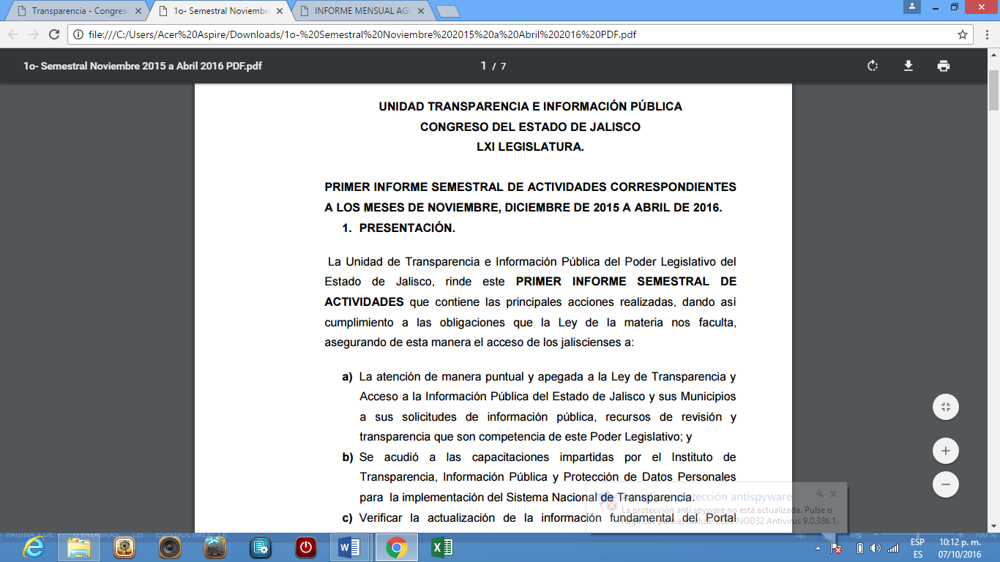 Transparencia - Congres
1o- Semestral Noviembre
INFORME MENSUAL AGO
file:///C:/Users/Acer%20Aspire/Downloads/1o-%20Semestral%20Noviembre%202015%20a%20Abril%202016%20PDF.pdf
1o- Semestral Noviembre 2015 a Abril 2016 PDF.pdf
1 / 7
UNIDAD TRANSPARENCIA E INFORMACIÓN PÚBLICA
CONGRESO DEL ESTADO DE JALISCO
LXI LEGISLATURA.
PRIMER INFORME SEMESTRAL DE ACTIVIDADES CORRESPONDIENTES
A LOS MESES DE NOVIEMBRE, DICIEMBRE DE 2015 A ABRIL DE 2016.
1. PRESENTACIÓN.
La Unidad de Transparencia e Información Pública del Poder Legislativo del
Estado de Jalisco, rinde este PRIMER INFORME SEMESTRAL DE
ACTIVIDADES que contiene las principales acciones realizadas, dando así
cumplimiento a las obligaciones que la Ley de la materia nos faculta,
asegurando de esta manera el acceso de los jaliscienses a:
a) La atención de manera puntual y apegada a la Ley de Transparencia y
Acceso a la Información Pública del Estado de Jalisco y sus Municipios
a sus solicitudes de información pública, recursos de revisión y
transparencia que son competencia de este Poder Legislativo; y
b) Se acudió a las capacitaciones impartidas por el Instituto de
Transparencia, Información Pública y Protección de Datos Personales
para la implementación del Sistema Nacional de Transparencia.
c) Verificar la actualización de la información fundamental del Portal
protección antispyware
La protección anti spyware no está actualizada. Pulse o
haga clic para actualizar ESET NOD32 Antivirus 9.0.386.1.
PÁGINA 1 DE
0 PALABRAS
ESPAÑOL (MÉXICO)
100 %
DOC
ESP
ES
10:12 p. m.
07/10/2016